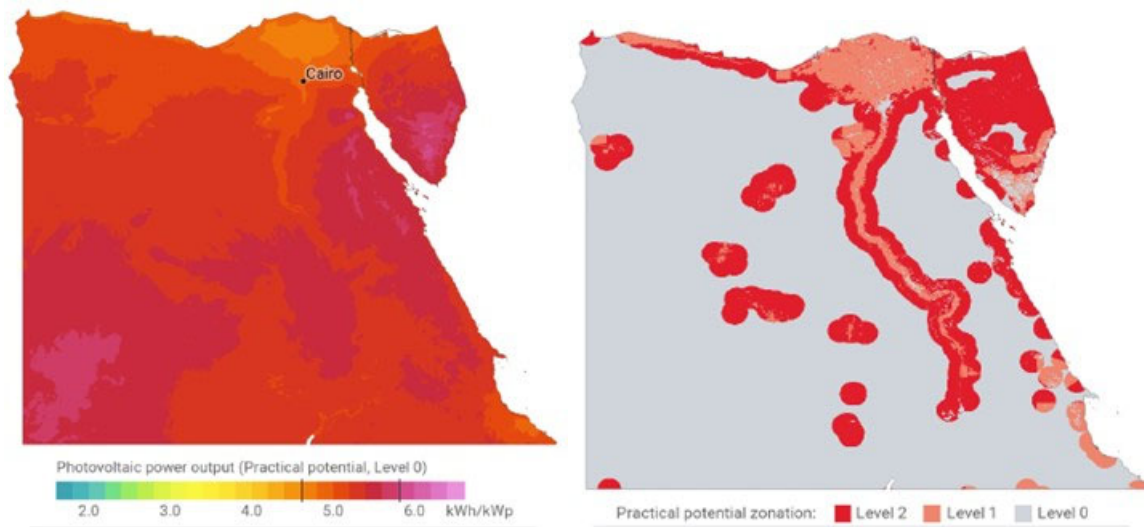 Cairo
Photovoltaic power output (Practical potential, Level 0)
2.0 3.0 4.0 5.0 6.0 kWh/kWp
Practical potential zonation: Level 2 Level 1 Level 0